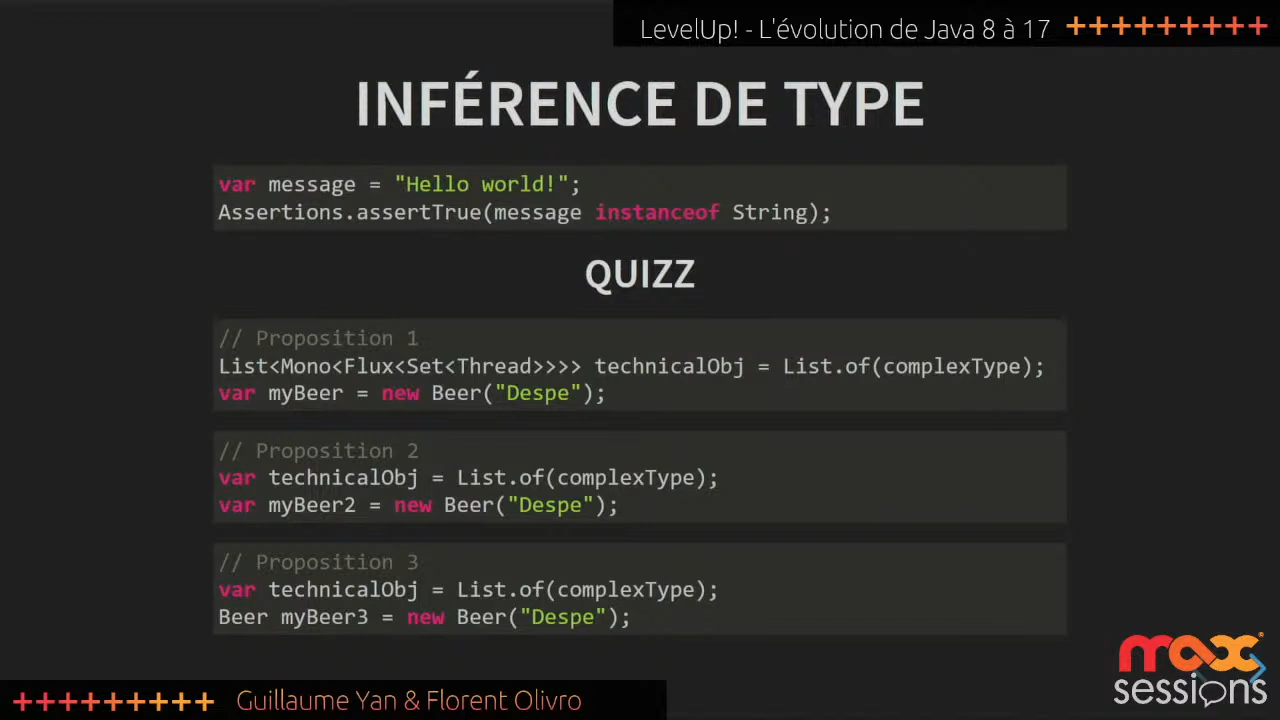 LevelUp! - L'évolution de Java 8 à 17 +++++++++
INFÉRENCE DE TYPE
var message = "Hello world!";
Assertions.assertTrue(message instanceof String);
QUIZZ
// Proposition 1
List<Mono<Flux<Set<Thread>>>> technicalObj = List.of(complexType);
var myBeer = new Beer("Despe");
// Proposition 2
var technicalObj = List.of(complexType);
var myBeer2 = new Beer("Despe");
// Proposition 3
var technicalObj = List.of(complexType);
Beer myBeer3 = new Beer("Despe");
max
sessions
+++++++++ Guillaume Yan & Florent Olivro